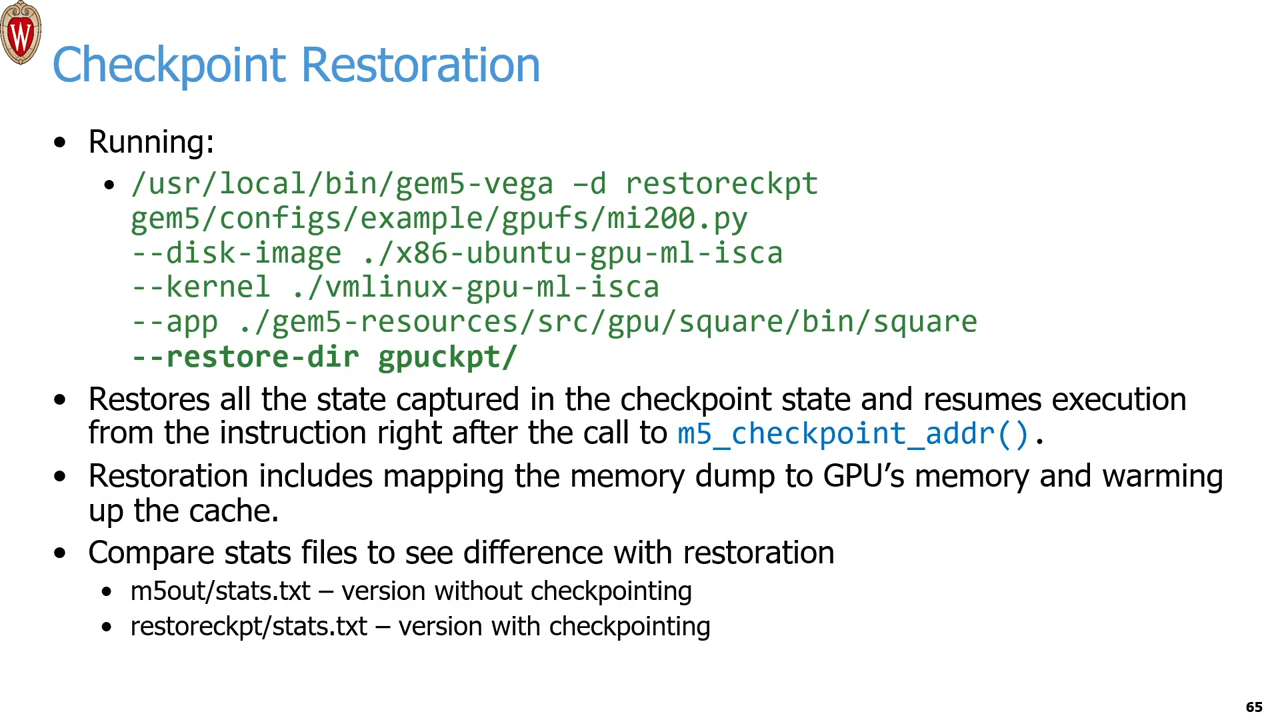 W
Checkpoint Restoration
• Running:
• /usr/local/bin/gem5-vega –d restoreckpt
gem5/configs/example/gpufs/mi200.py
--disk-image ./x86-ubuntu-gpu-ml-isca
--kernel ./vmlinux-gpu-ml-isca
--app ./gem5-resources/src/gpu/square/bin/square
--restore-dir gpuckpt/
• Restores all the state captured in the checkpoint state and resumes execution
from the instruction right after the call to m5_checkpoint_addr().
• Restoration includes mapping the memory dump to GPU’s memory and warming
up the cache.
• Compare stats files to see difference with restoration
• m5out/stats.txt – version without checkpointing
• restoreckpt/stats.txt – version with checkpointing
65